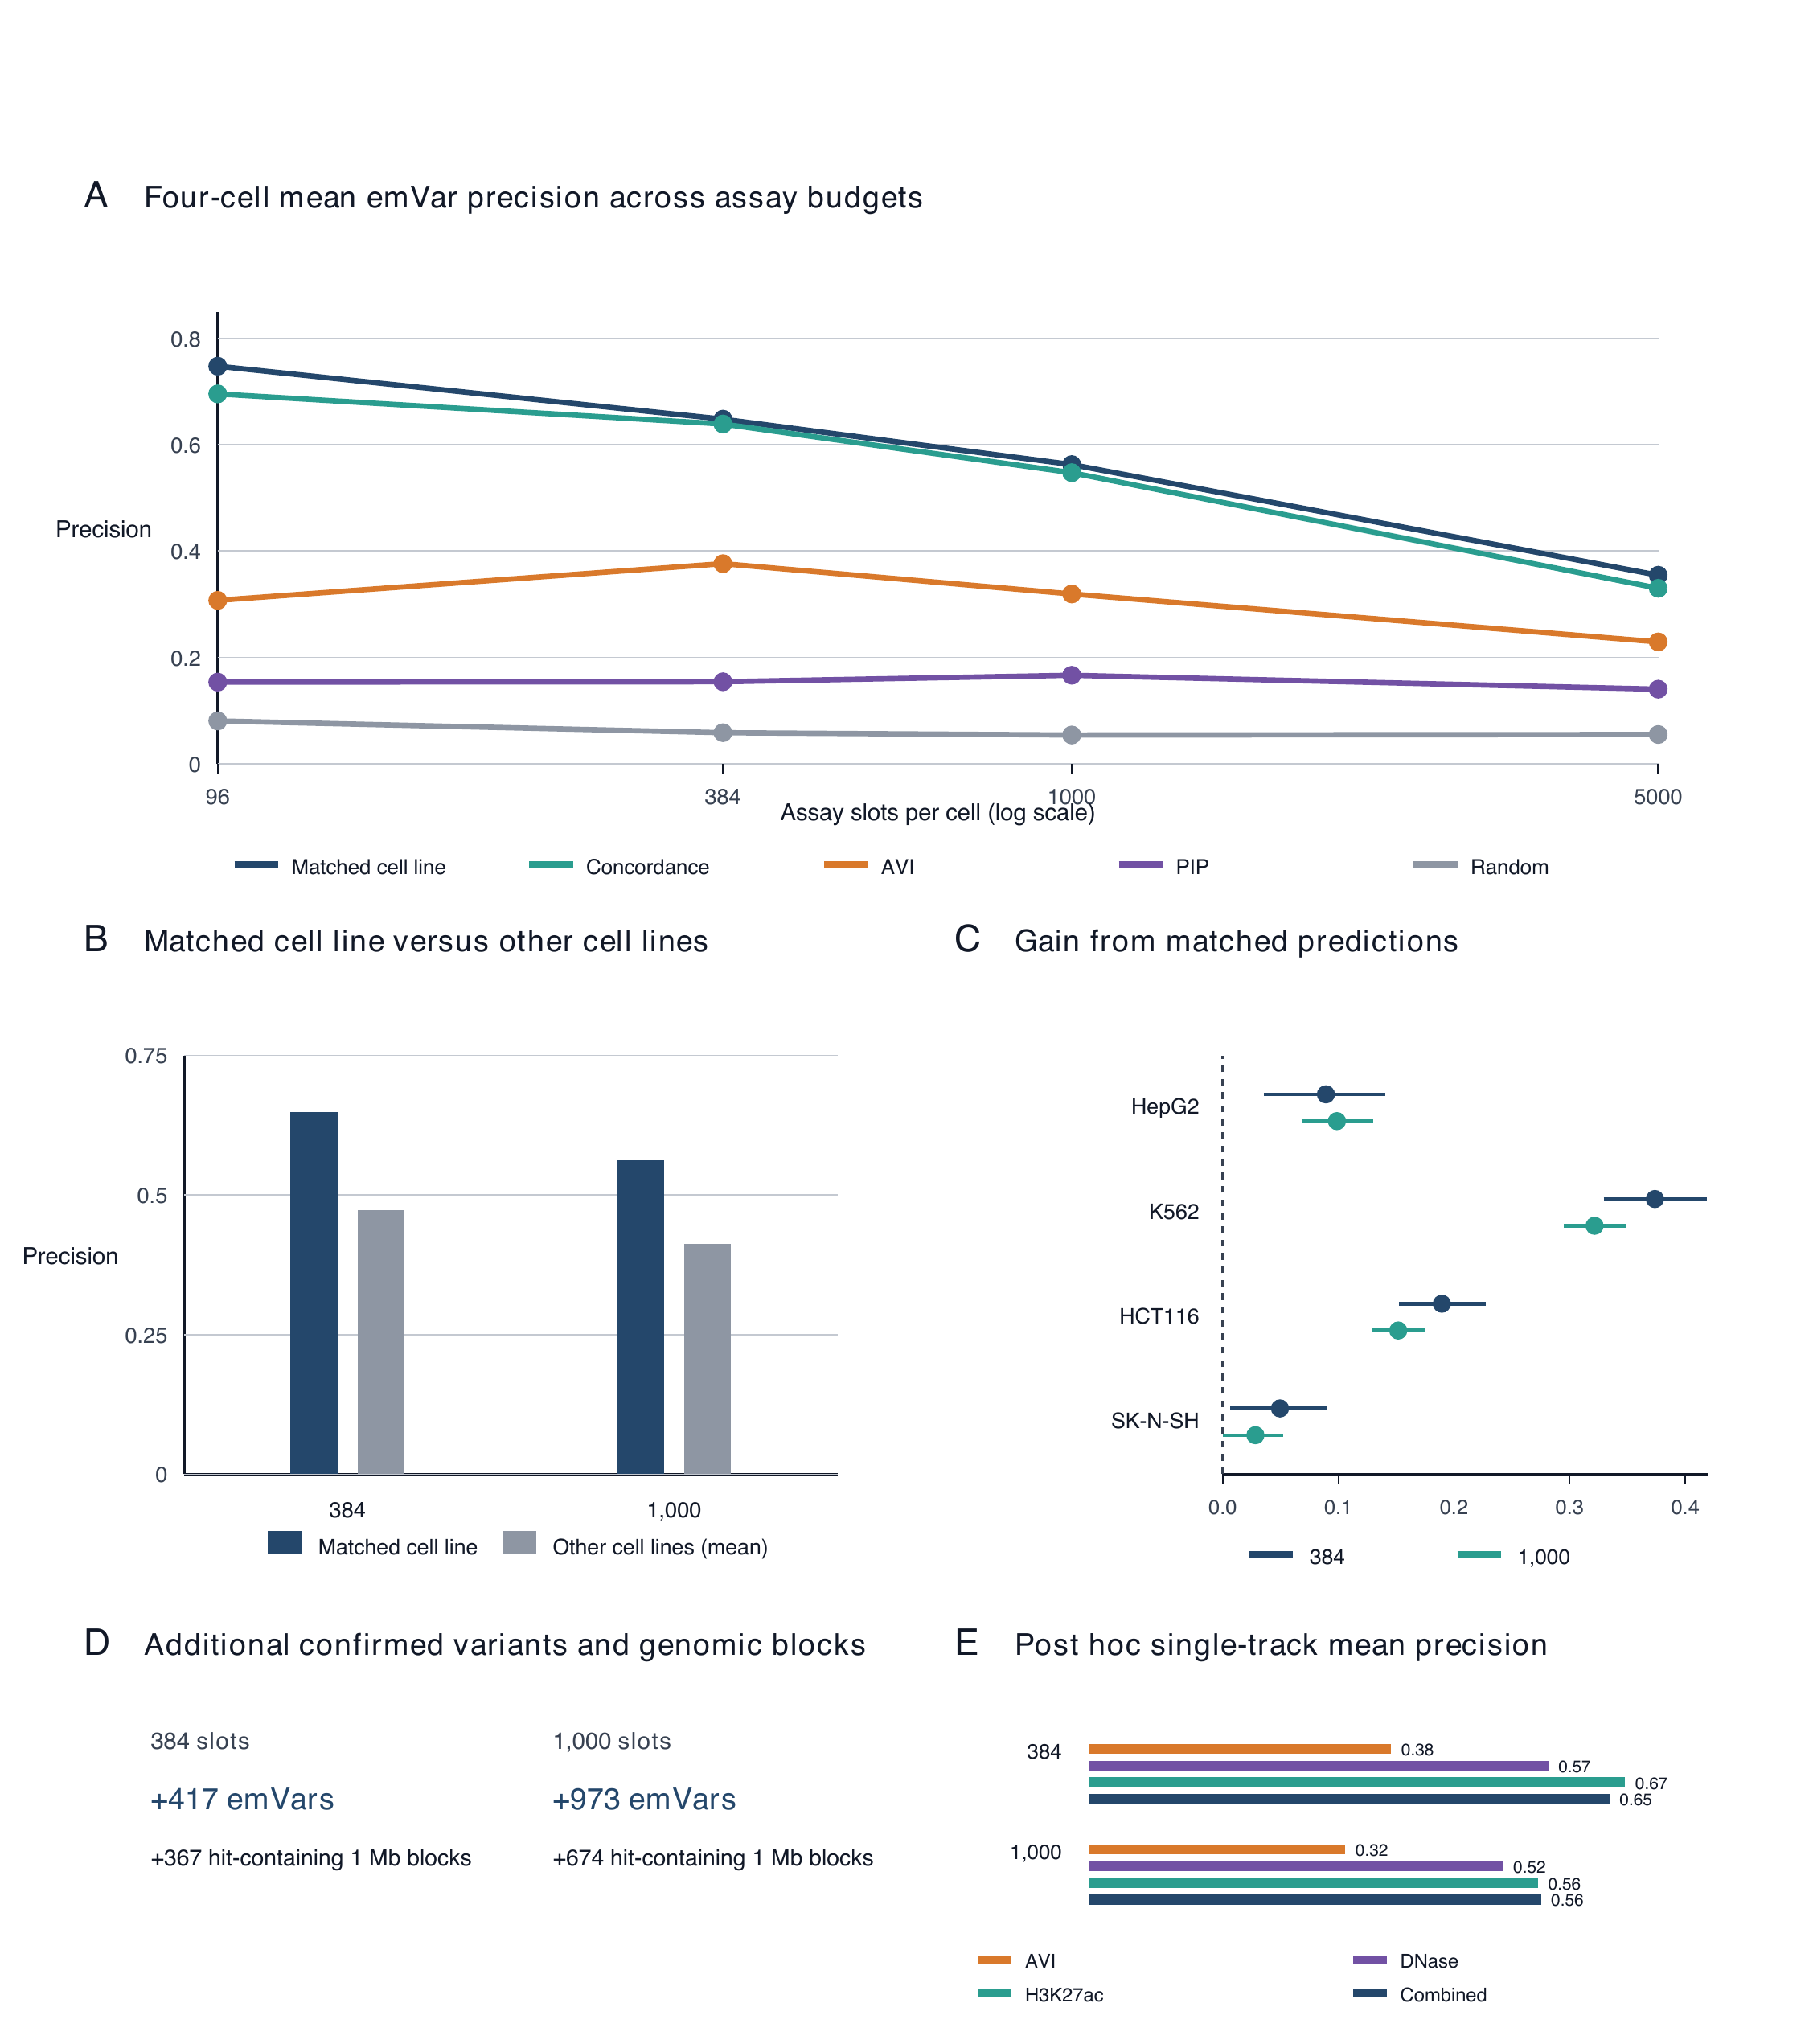 A Four-cell mean emVar precision across assay budgets
0.8
0.6
Precision
0.4
0.2
0
96 384 1000 5000
Assay slots per cell (log scale)
Matched cell line Concordance AVI PIP Random
B Matched cell line versus other cell lines
0.75
0.5
Precision
0.25
0
384 1,000
Matched cell line Other cell lines (mean)
C Gain from matched predictions
HepG2
K562
HCT116
SK-N-SH
0.0 0.1 0.2 0.3 0.4
384 1,000
D Additional confirmed variants and genomic blocks
384 slots 1,000 slots
+417 emVars +973 emVars
+367 hit-containing 1 Mb blocks +674 hit-containing 1 Mb blocks
E Post hoc single-track mean precision
384 0.38
0.57
0.67
0.65
1,000 0.32
0.52
0.56
0.56
AVI DNase
H3K27ac Combined